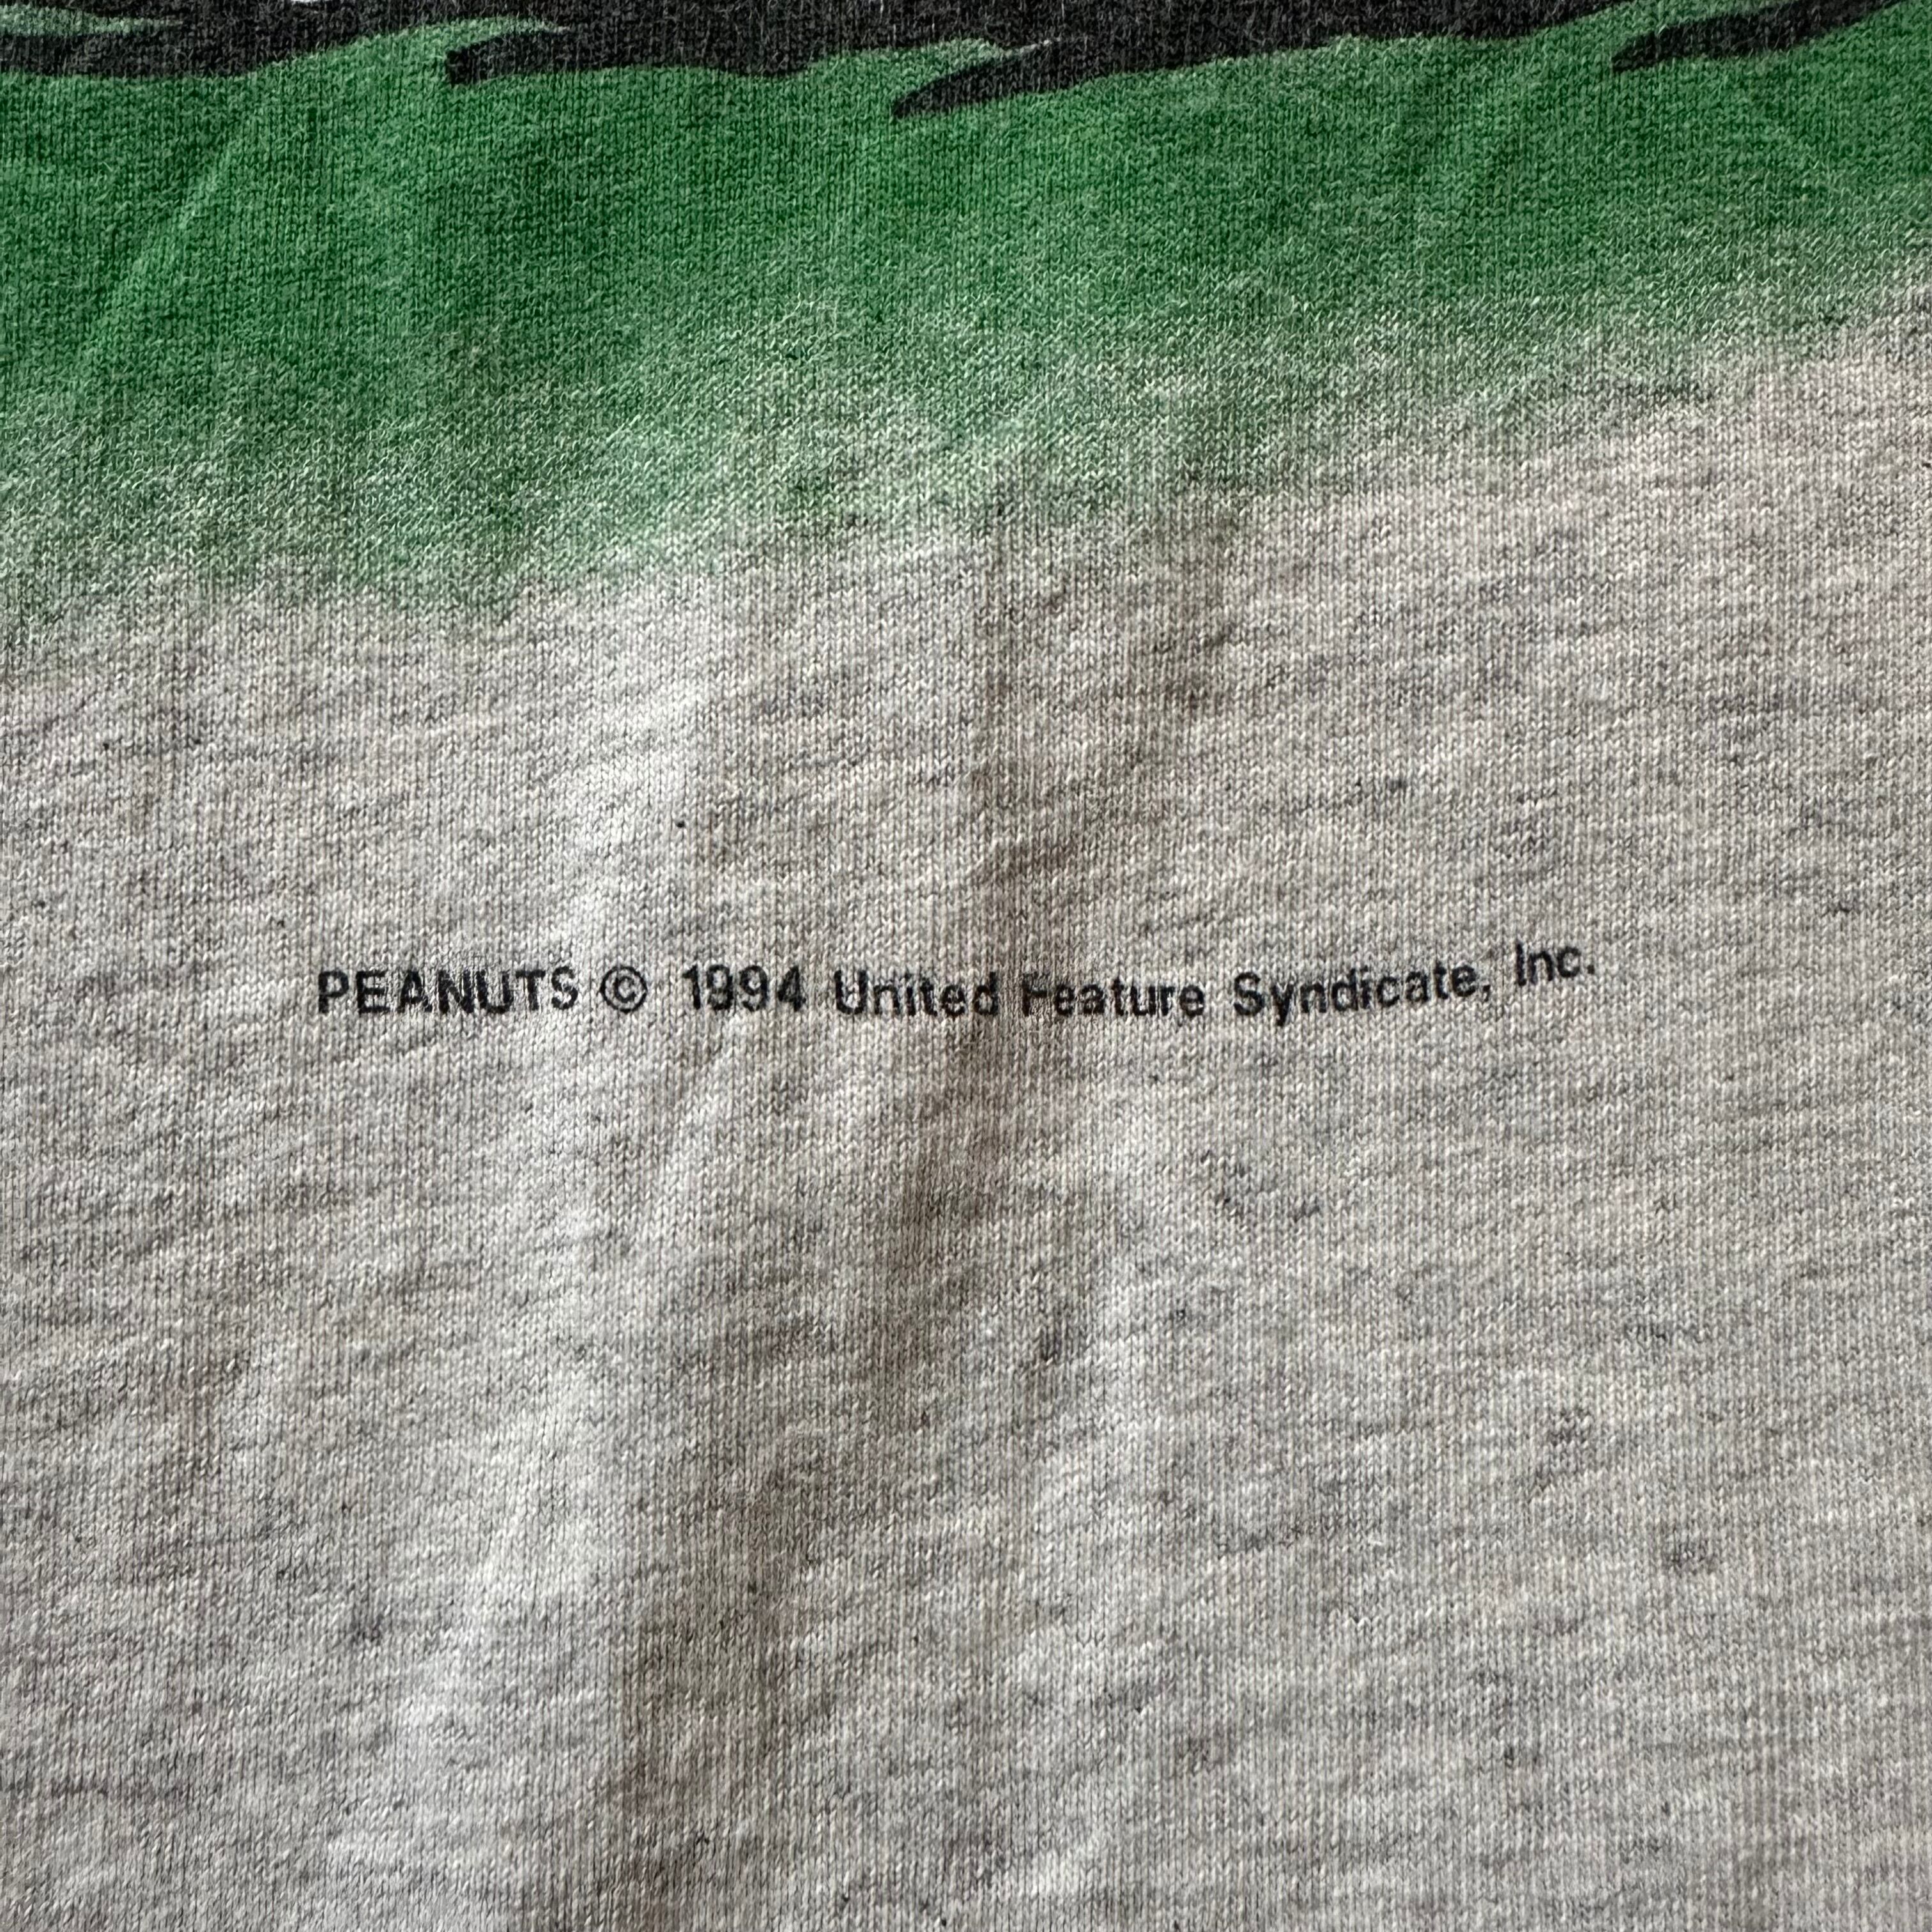 PEANUTS © 1994 United Feature Syndicate, Inc.